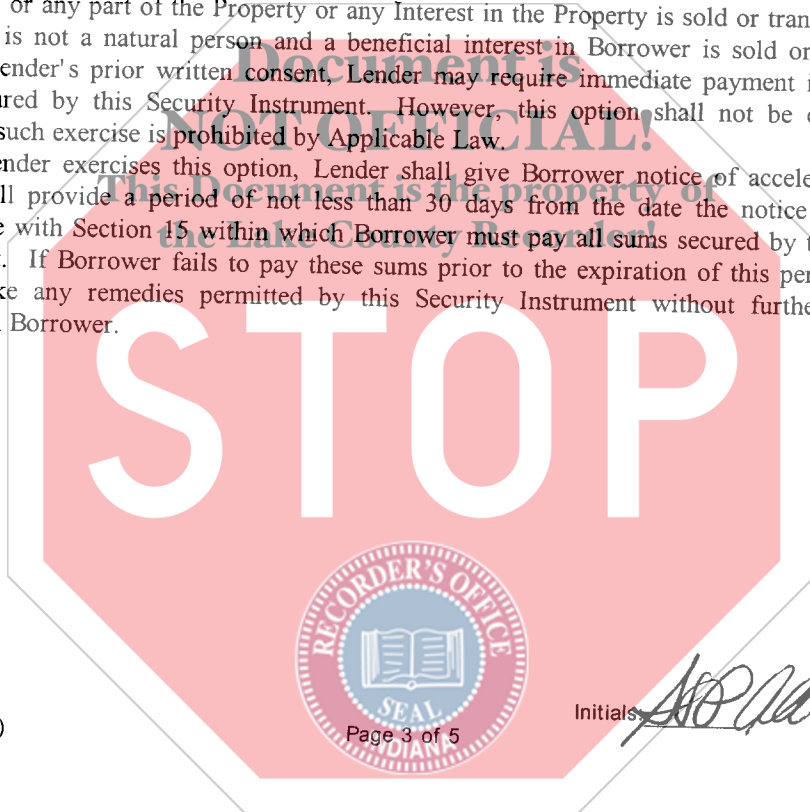 or any part of the Property or any Interest in the Property is sold or tran
is not a natural person and a beneficial interest in Borrower is sold or
Document is
ender's prior written consent, Lender may require immediate payment i
red by this Security Instrument. However, this option shall not be e
NOT OFFICIAL!
such exercise is prohibited by Applicable Law.
ender exercises this option, Lender shall give Borrower notice of accele
This Document is the property of
ll provide a period of not less than 30 days from the date the notice
the Lake County Recorder!
e with Section 15 within which Borrower must pay all sums secured by t
. If Borrower fails to pay these sums prior to the expiration of this per
ke any remedies permitted by this Security Instrument without furthe
Borrower.
STOP
RECORDER'S OFFICE
SEAL
INDIANA
)
Page 3 of 5
Initials: